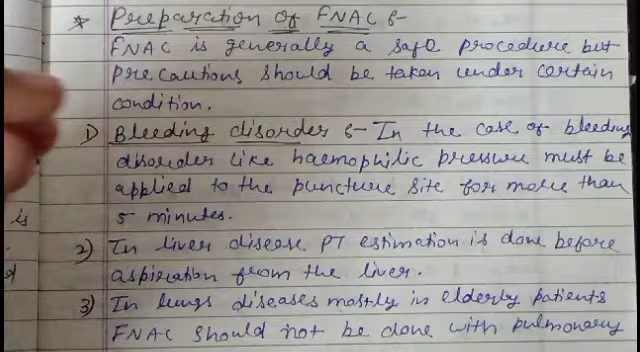 * Preparation of FNAC :-
FNAC is generally a safe procedure but
precautions should be taken under certain
condition.
1) Bleeding disorder :- In the case of bleeding
disorder like haemophilic pressure must be
applied to the puncture site for more than
is 5 minutes.
2) In liver disease PT estimation is done before
aspiration from the liver.
3) In lungs diseases mostly in elderly patients
FNAC should not be done with pulmonary